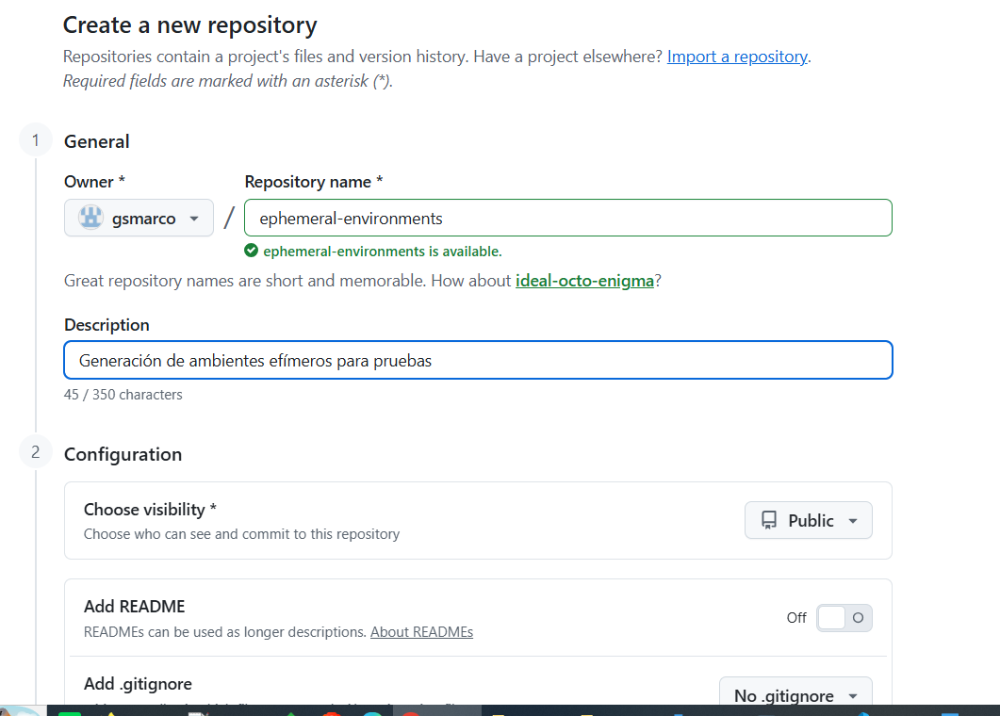 Create a new repository
Repositories contain a project's files and version history. Have a project elsewhere? Import a repository.
Required fields are marked with an asterisk (*).
1
General
Owner *
Repository name *
gsmarco
/
ephemeral-environments
ephemeral-environments is available.
Great repository names are short and memorable. How about ideal-octo-enigma?
Description
Generación de ambientes efímeros para pruebas
45 / 350 characters
2
Configuration
Choose visibility *
Choose who can see and commit to this repository
Public
Add README
READMEs can be used as longer descriptions. About READMEs
Off
Add .gitignore
No .gitignore